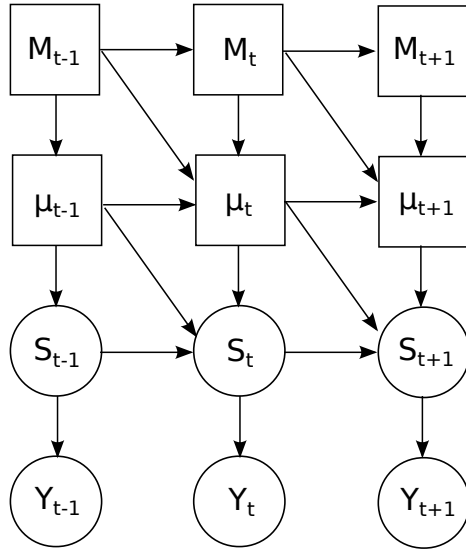 M_{t-1} M_t M_{t+1}
μ_{t-1} μ_t μ_{t+1}
S_{t-1} S_t S_{t+1}
Y_{t-1} Y_t Y_{t+1}